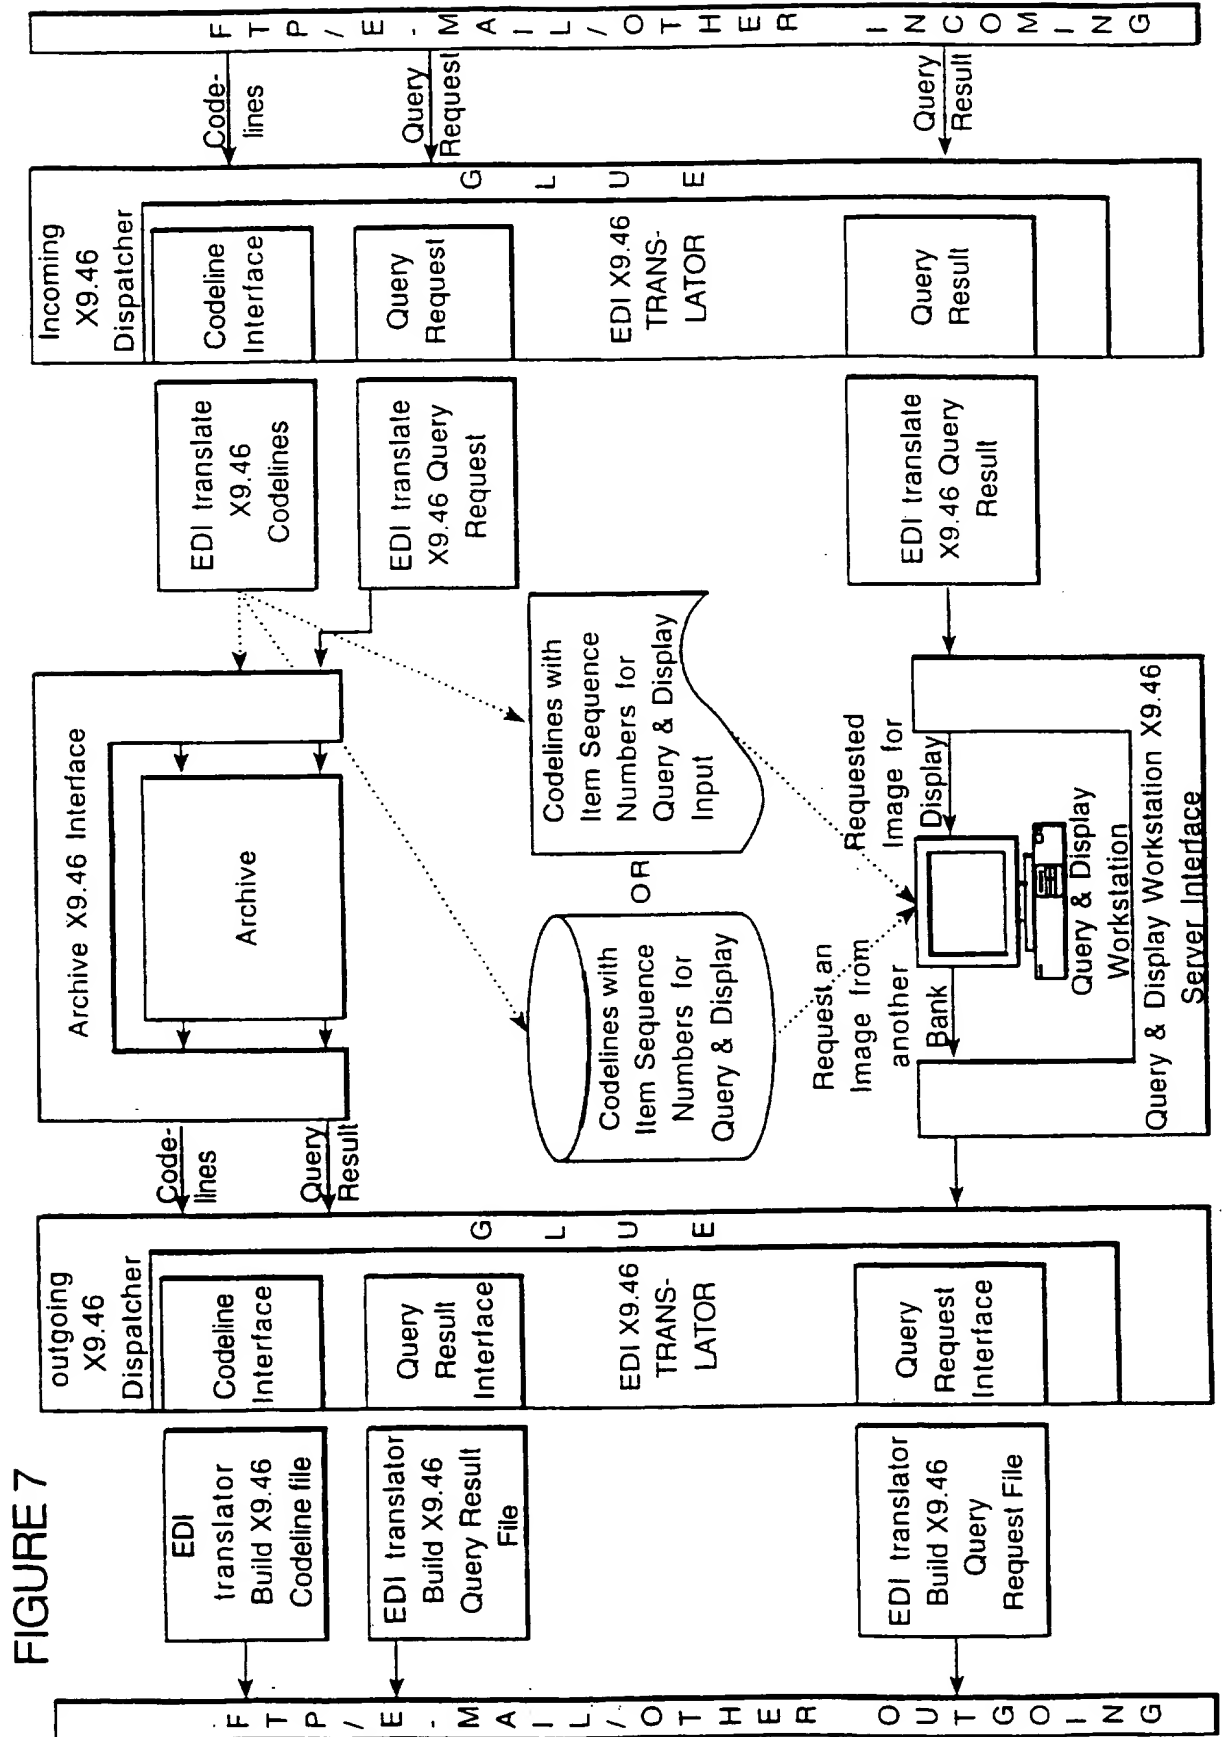 FIGURE 7
FTP/E-MAIL/OTHER OUTGOING
EDI
translator
Build X9.46
Codeline file
EDI translator
Build X9.46
Query Result
File
EDI translator
Build X9.46
Query
Request File
outgoing
X9.46
Dispatcher
Codeline
Interface
Query
Result
Interface
EDI X9.46
TRANS-
LATOR
Query
Request
Interface
GLUE
Code-
lines
Query
Result
Archive X9.46 Interface
Archive
Codelines with
Item Sequence
Numbers for
Query & Display
OR
Codelines with
Item Sequence
Numbers for
Query & Display
Input
Request an
Image from
another
Bank
Requested
Image for
Display
Query & Display
Workstation
Query & Display Workstation X9.46
Server Interface
EDI translate
X9.46
Codelines
EDI translate
X9.46 Query
Request
EDI translate
X9.46 Query
Result
Incoming
X9.46
Dispatcher
Codeline
Interface
Query
Request
EDI X9.46
TRANS-
LATOR
Query
Result
GLUE
Code-
lines
Query
Request
Query
Result
FTP/E-MAIL/OTHER INCOMING